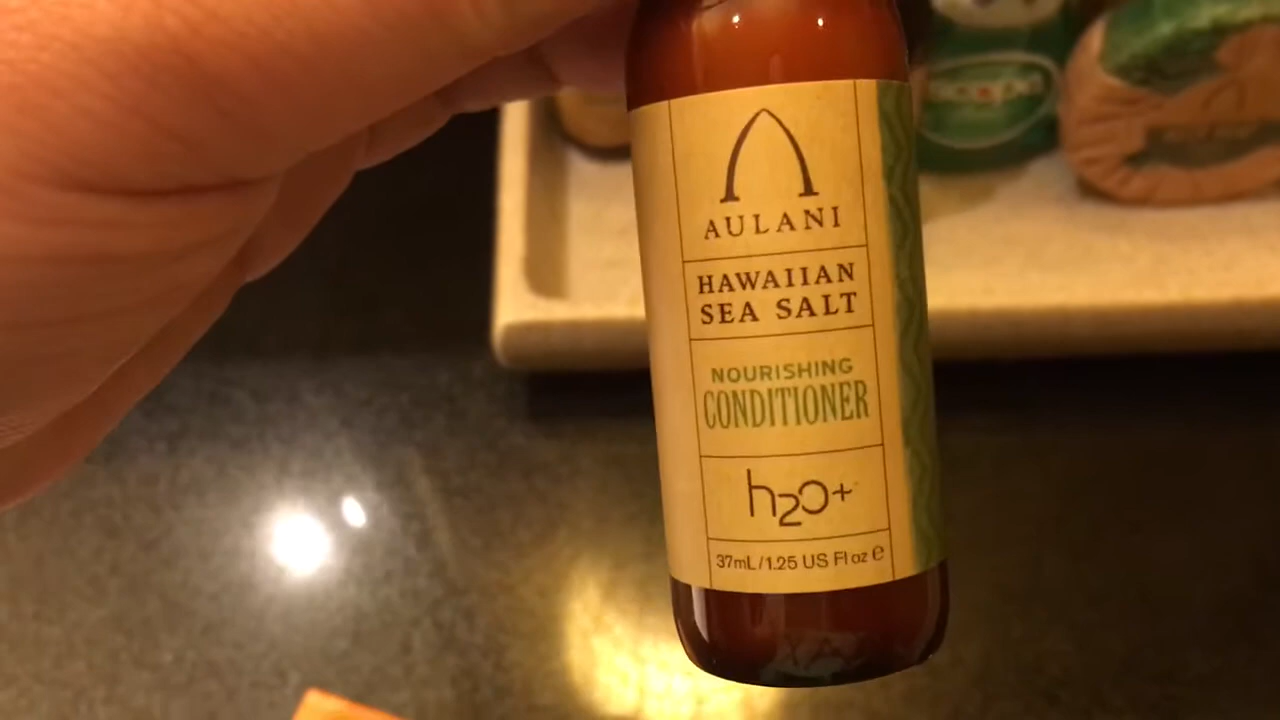 AULANI
HAWAIIAN
SEA SALT
NOURISHING
CONDITIONER
h2o+
37mL/1.25 US Fl oz e